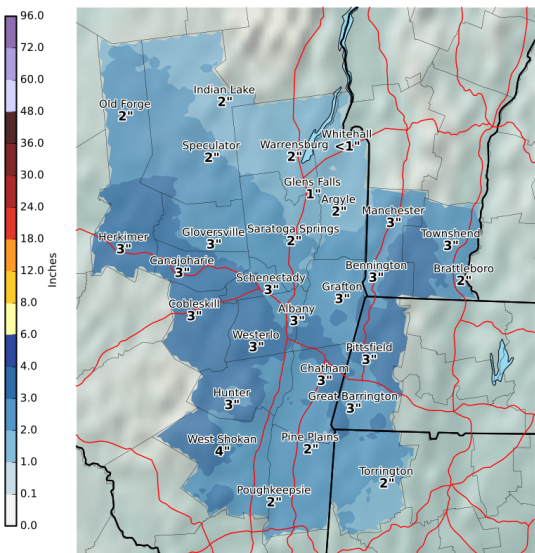 96.0
72.0
60.0
48.0
36.0
30.0
24.0
18.0
12.0
8.0
6.0
4.0
3.0
2.0
1.0
0.1
0.0
Inches
Indian Lake
2"
Old Forge
2"
Whitehall
<1"
Speculator
2"
Warrensburg
2"
Glens Falls
1"
Argyle
2"
Manchester
3"
Herkimer
3"
Gloversville
3"
Saratoga Springs
2"
Townshend
3"
Canajoharie
3"
Bennington
3"
Brattleboro
2"
Schenectady
3"
Grafton
3"
Cobleskill
3"
Albany
3"
Westerlo
3"
Pittsfield
3"
Chatham
3"
Hunter
3"
Great Barrington
3"
West Shokan
4"
Pine Plains
2"
Torrington
2"
Poughkeepsie
2"